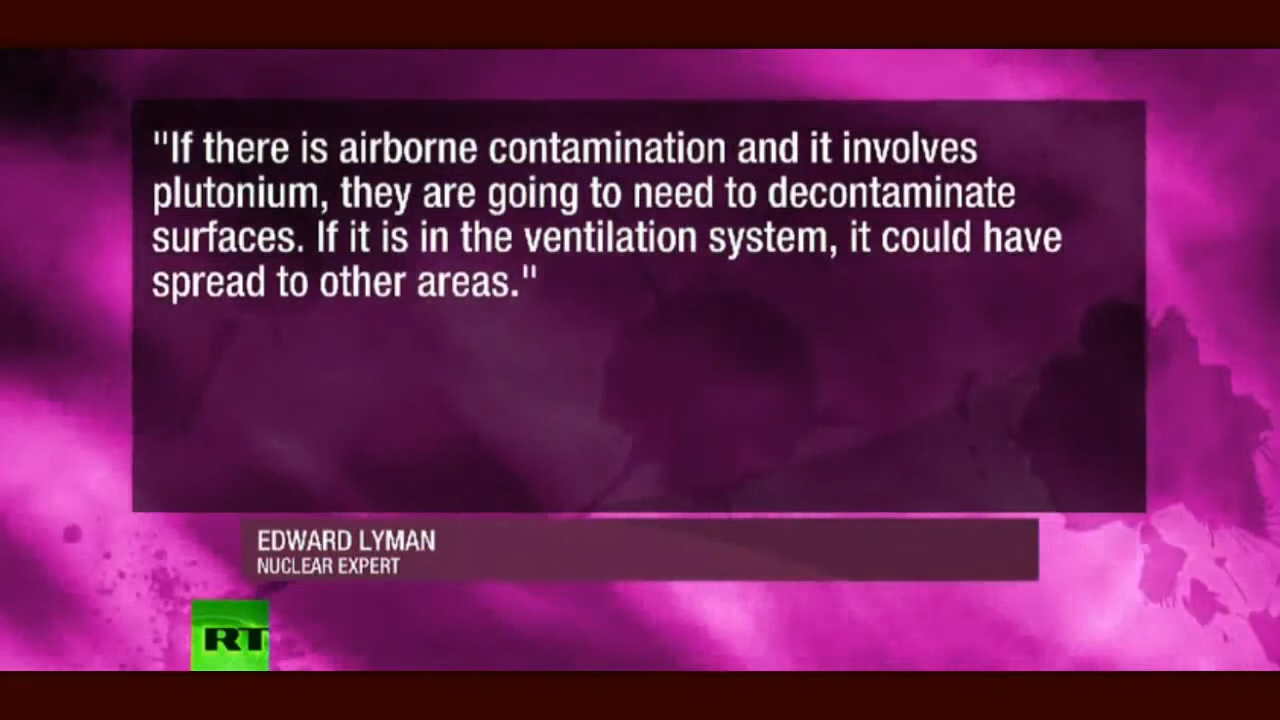 "If there is airborne contamination and it involves
plutonium, they are going to need to decontaminate
surfaces. If it is in the ventilation system, it could have
spread to other areas."
EDWARD LYMAN
NUCLEAR EXPERT
RT